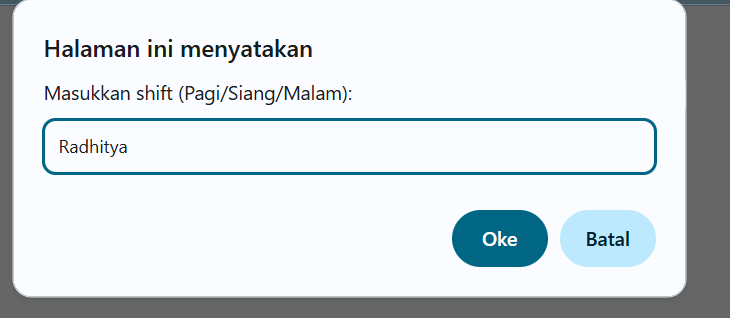 Halaman ini menyatakan
Masukkan shift (Pagi/Siang/Malam):
Radhitya
Oke
Batal